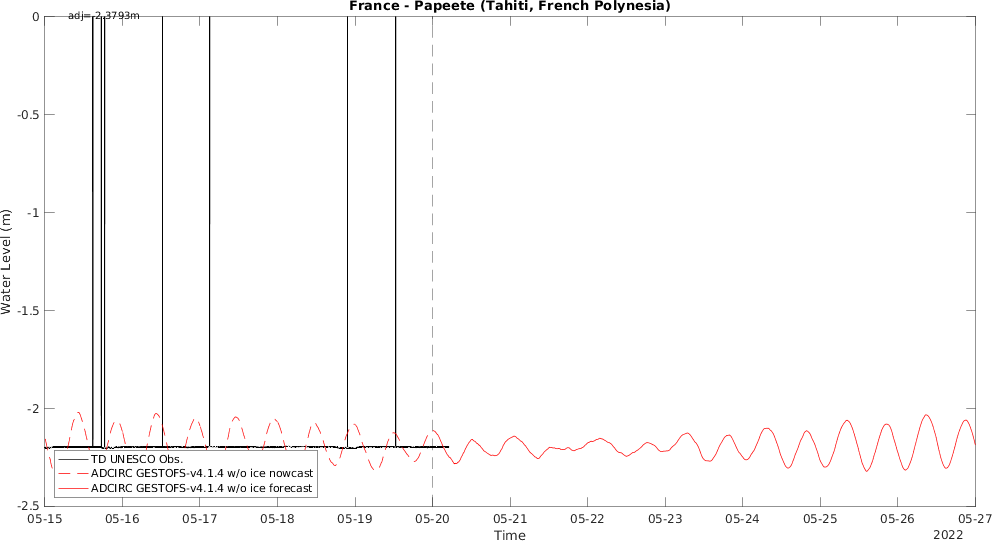 France - Papeete (Tahiti, French Polynesia)
adj=-2.3793m
0
-0.5
-1
-1.5
-2
-2.5
Water Level (m)
TD UNESCO Obs.
ADCIRC GESTOFS-v4.1.4 w/o ice nowcast
ADCIRC GESTOFS-v4.1.4 w/o ice forecast
05-15 05-16 05-17 05-18 05-19 05-20 05-21 05-22 05-23 05-24 05-25 05-26 05-27
Time
2022